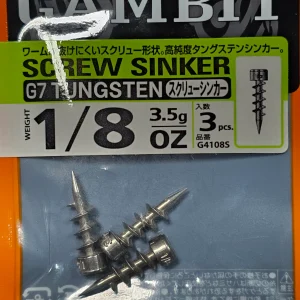 GAMBIT
ワームが抜けにくいスクリュー形状。高純度タングステンシンカー。
SCREW SINKER
G7 TUNGSTEN スクリューシンカー
WEIGHT 1/8 OZ 3.5g
入数 3 pcs.
品番 G4108S